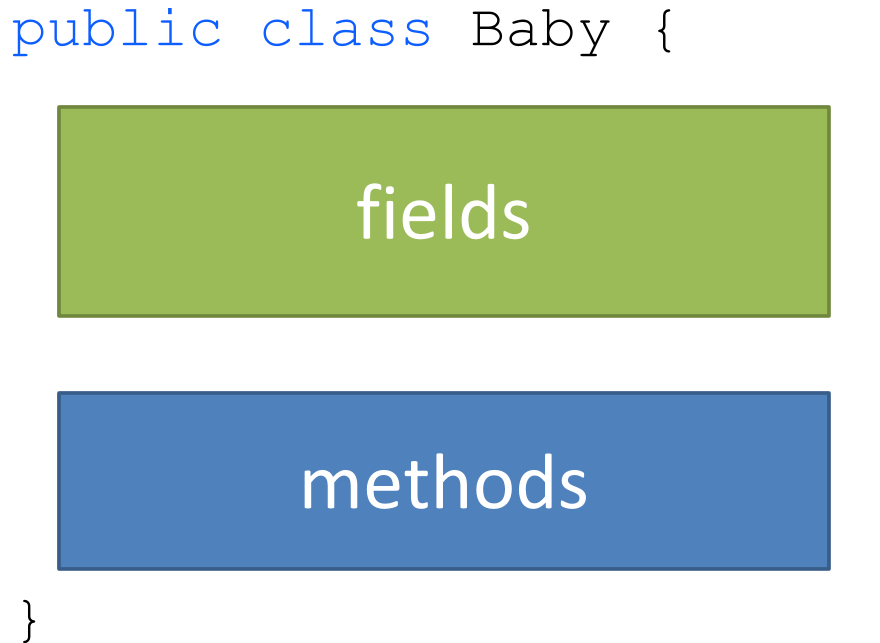 public class Baby {
fields
methods
}